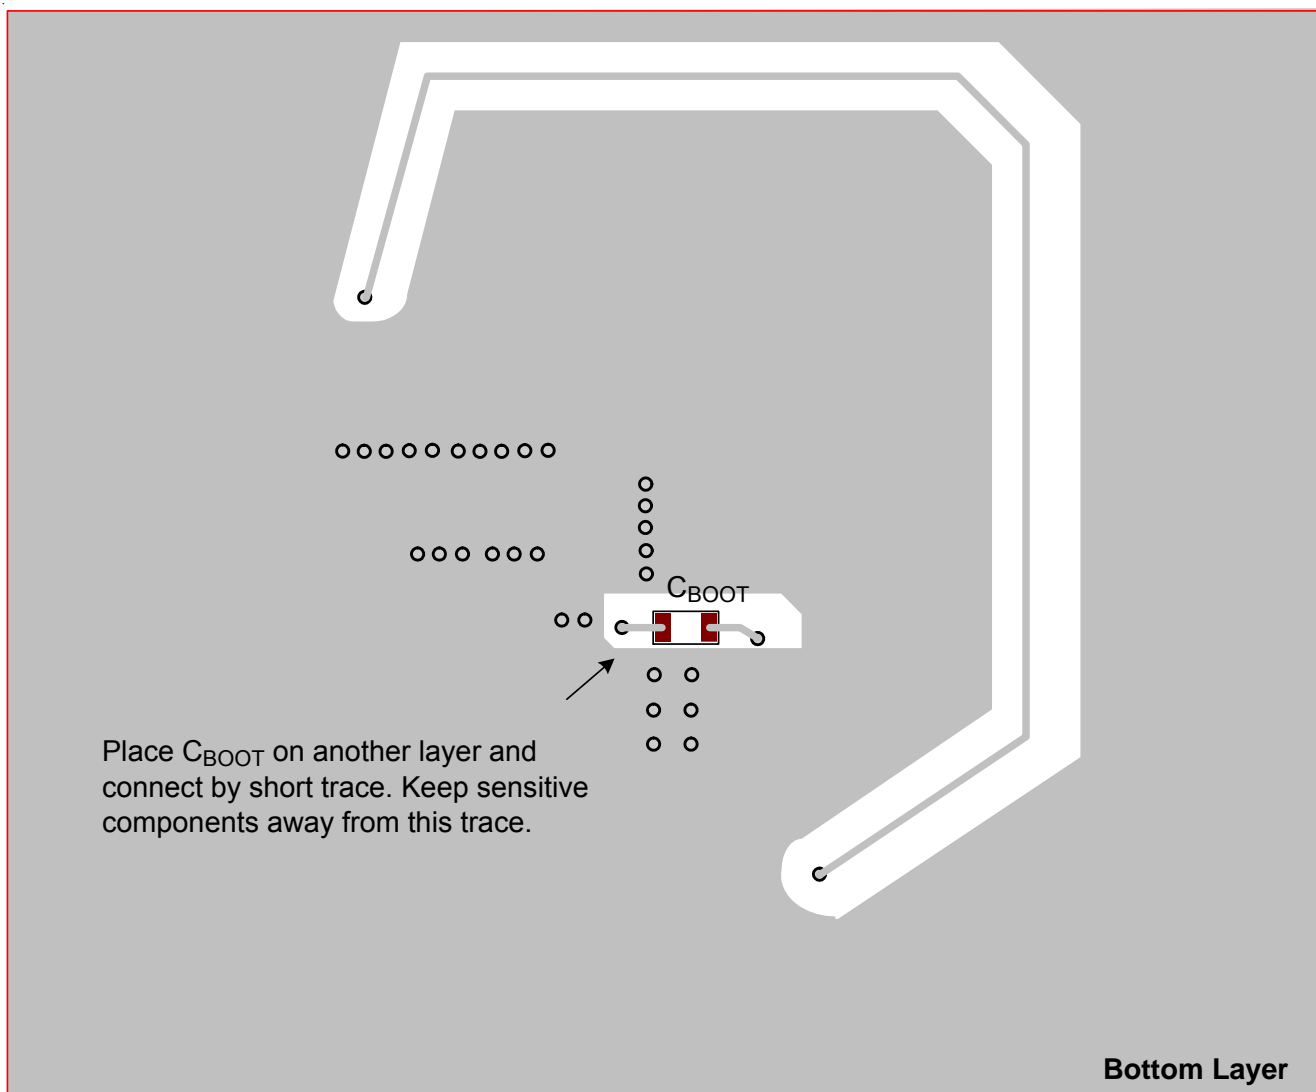 CBOOT
Place CBOOT on another layer and
connect by short trace. Keep sensitive
components away from this trace.
Bottom Layer